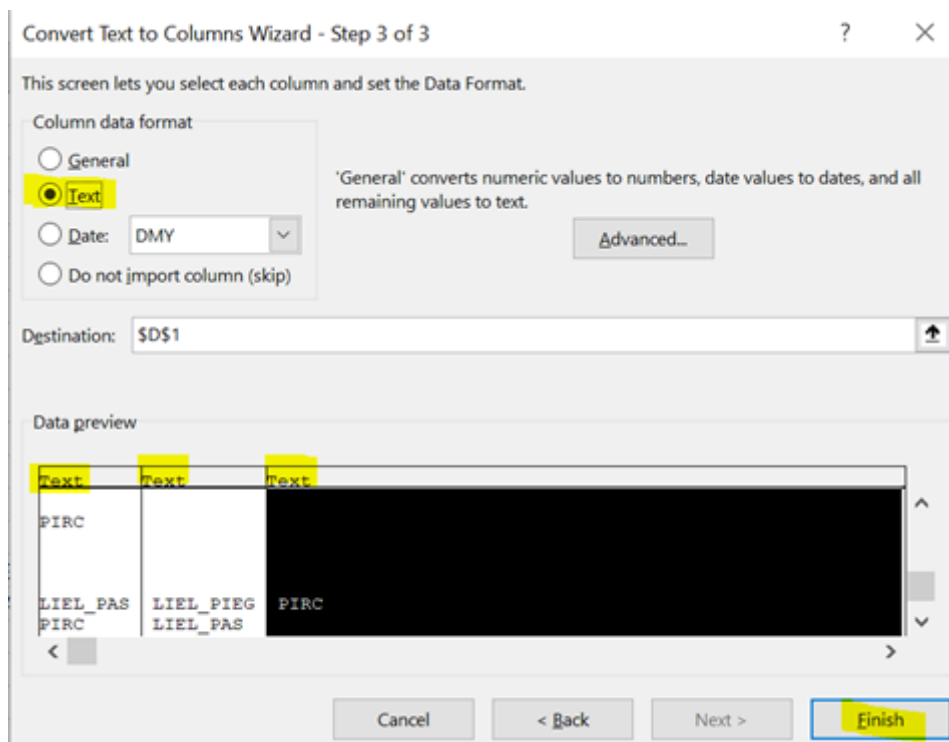 Convert Text to Columns Wizard - Step 3 of 3 ?
This screen lets you select each column and set the Data Format.
Column data format
General
Text
Date: DMY
Do not import column (skip)
'General' converts numeric values to numbers, date values to dates, and all
remaining values to text.
Advanced...
Destination: $D$1
Data preview
Text Text Text
PIRC
LIEL_PAS LIEL_PIEG PIRC
PIRC LIEL_PAS
Cancel < Back Next > Finish